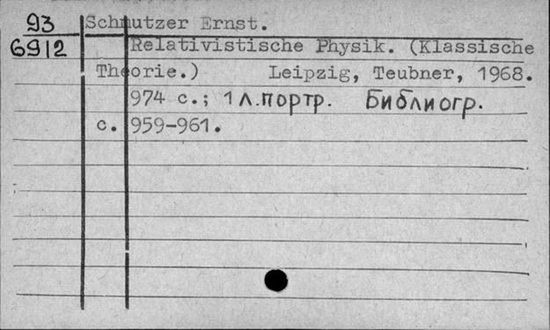 93
6912
Schmutzer Ernst.
Relativistische Physik. (Klassische
Theorie.) Leipzig, Teubner, 1968.
974 с.; 1 л.портр. Библиогр.
с. 959-961.